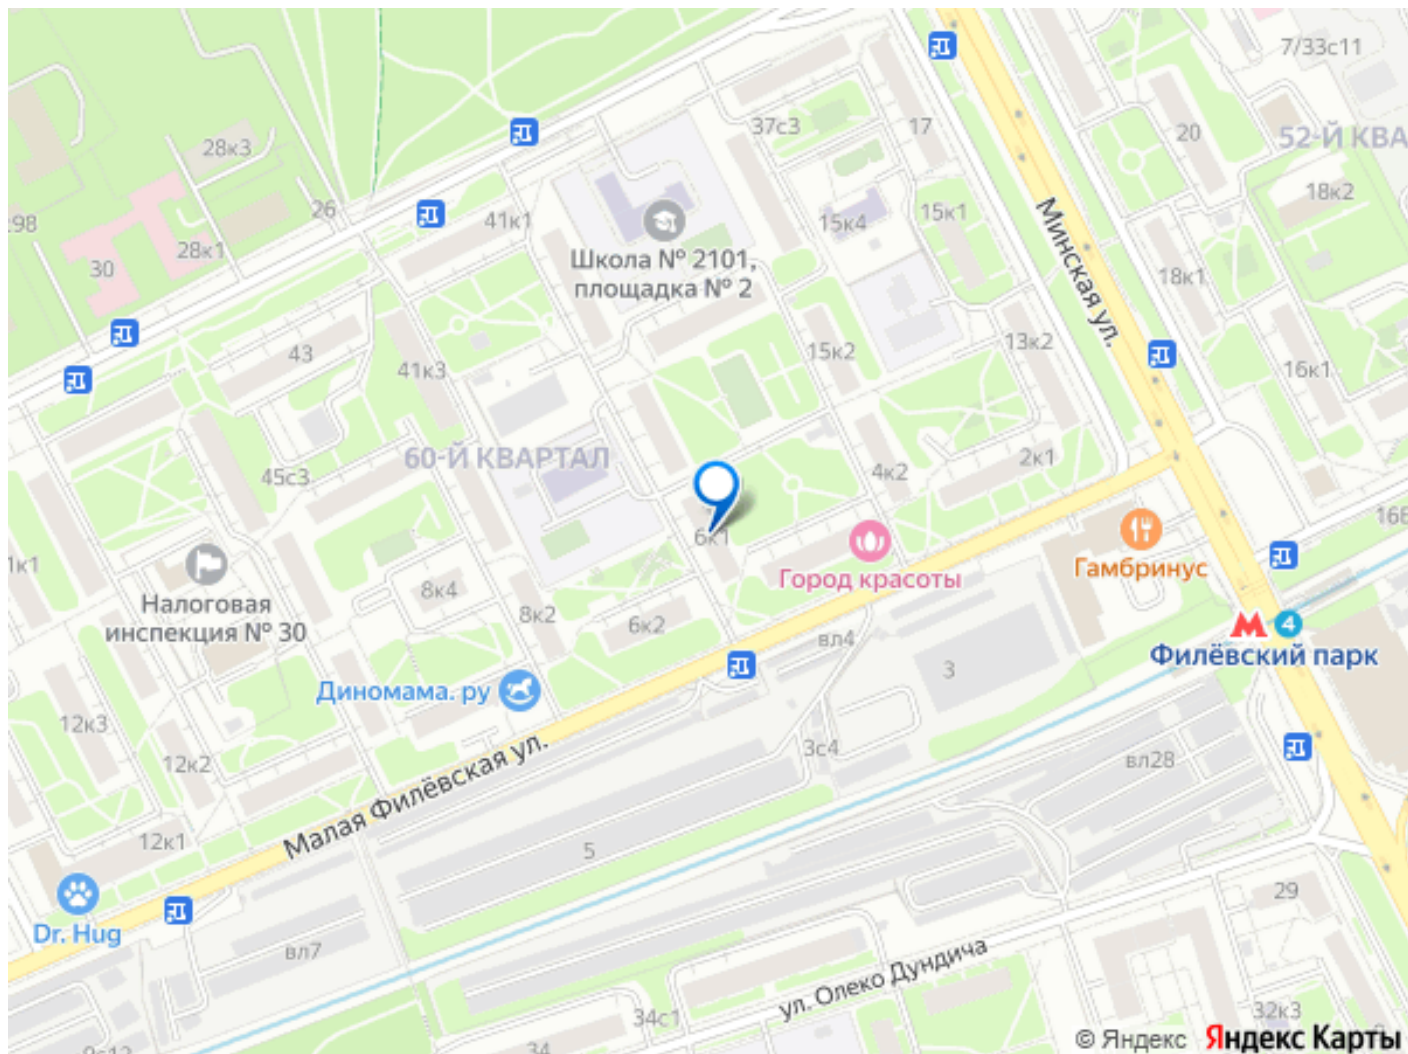 7/33с11
37с3
17
20
52-Й КВА
28к3
18к2
26
41к1
15к4
15к1
с98
28к1
Минская ул.
30
Школа № 2101,
площадка № 2
18к1
43
41к3
15к2
13к2
16к1
60-Й КВАРТАЛ
45с3
4к2
2к1
16В
6к1
1к1
Город красоты
Гамбринус
8к4
Налоговая
инспекция № 30
8к2
6к2
вл4
4
Филёвский парк
3
Диномама. ру
12к3
3с4
12к2
вл28
Малая Филёвская ул.
12к1
5
29
Dr. Hug
вл7
ул. Олеко Дундича
34с1
32к3
34
© Яндекс Яндекс Карты